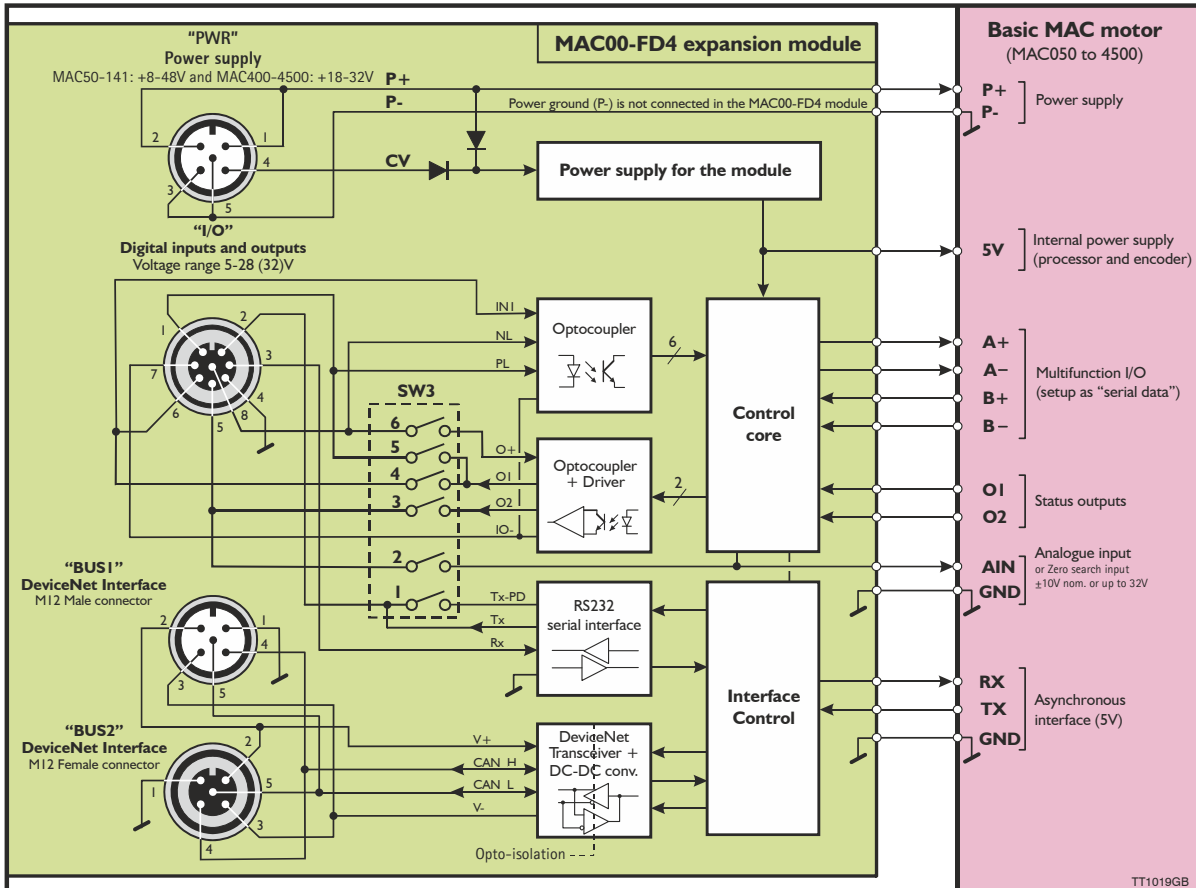 "PWR"
Power supply
MAC50-141: +8-48V and MAC400-4500: +18-32V
MAC00-FD4 expansion module
Basic MAC motor
(MAC050 to 4500)
P+
P-
Power ground (P-) is not connected in the MAC00-FD4 module
P+
P-
Power supply
2
1
4
3
5
CV
Power supply for the module
"I/O"
Digital inputs and outputs
Voltage range 5-28 (32)V
5V
Internal power supply
(processor and encoder)
1
2
3
7
4
6
8
5
IN1
NL
PL
Optocoupler
6
Control
core
A+
A–
B+
B–
Multifunction I/O
(setup as "serial data")
SW3
6
5
4
3
2
1
O+
O1
O2
IO-
Optocoupler
+ Driver
2
O1
O2
Status outputs
AIN
GND
Analogue input
or Zero search input
±10V nom. or up to 32V
"BUS1"
DeviceNet Interface
M12 Male connector
2
1
4
3
5
Tx-PD
Tx
Rx
RS232
serial interface
Interface
Control
RX
TX
GND
Asynchronous
interface (5V)
"BUS2"
DeviceNet Interface
M12 Female connector
2
1
5
3
4
V+
CAN H
CAN L
V-
DeviceNet
Transceiver +
DC-DC conv.
Opto-isolation
TT1019GB